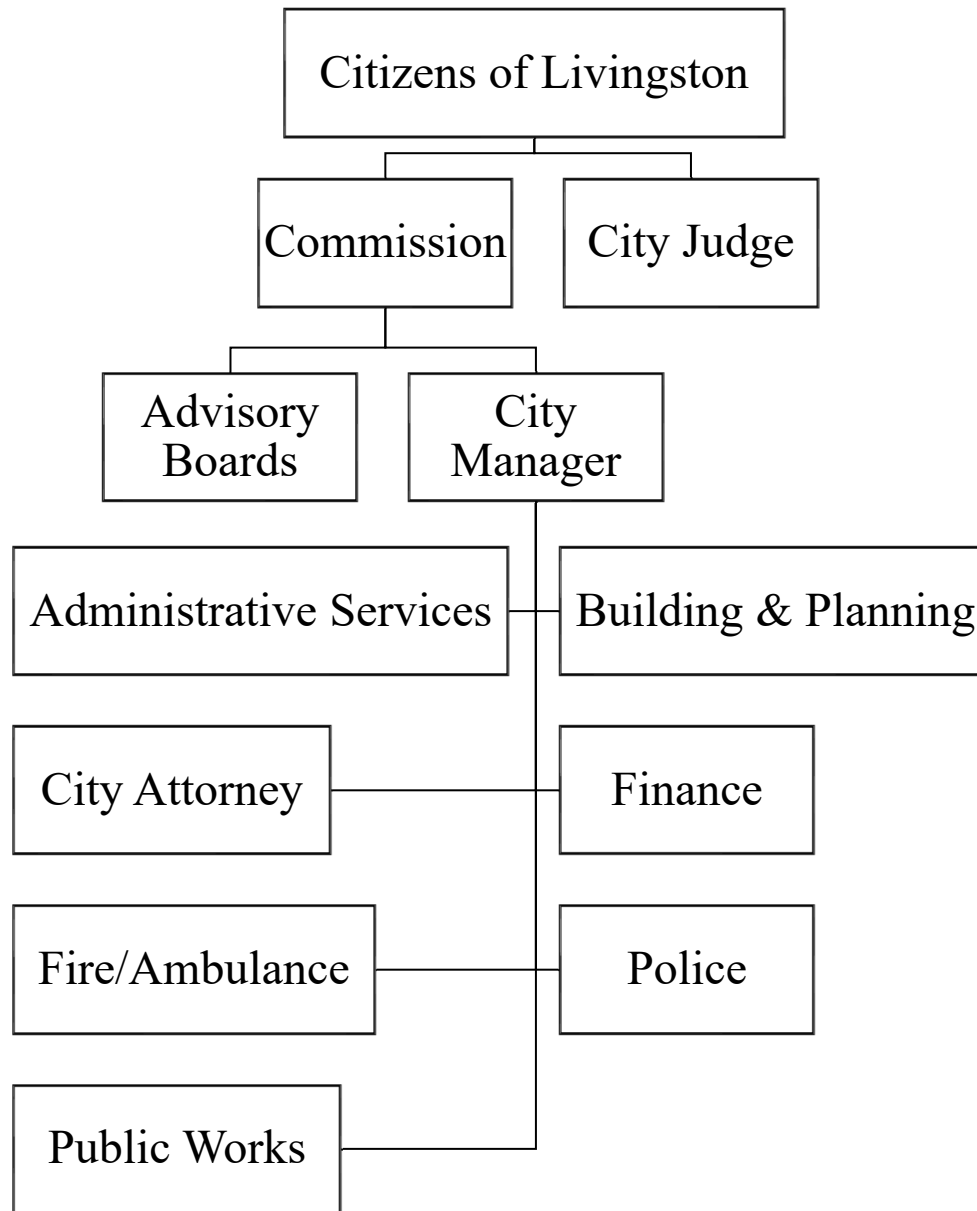 Citizens of Livingston
Commission
City Judge
Advisory
Boards
City
Manager
Administrative Services
Building & Planning
City Attorney
Finance
Fire/Ambulance
Police
Public Works